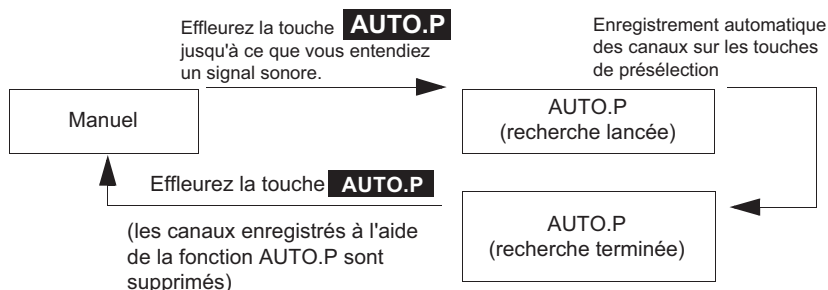 Effleurez la touche AUTO.P
jusqu'à ce que vous entendiez
un signal sonore.
Enregistrement automatique
des canaux sur les touches
de présélection
Manuel
AUTO.P
(recherche lancée)
Effleurez la touche AUTO.P
(les canaux enregistrés à l'aide
de la fonction AUTO.P sont
supprimés)
AUTO.P
(recherche terminée)